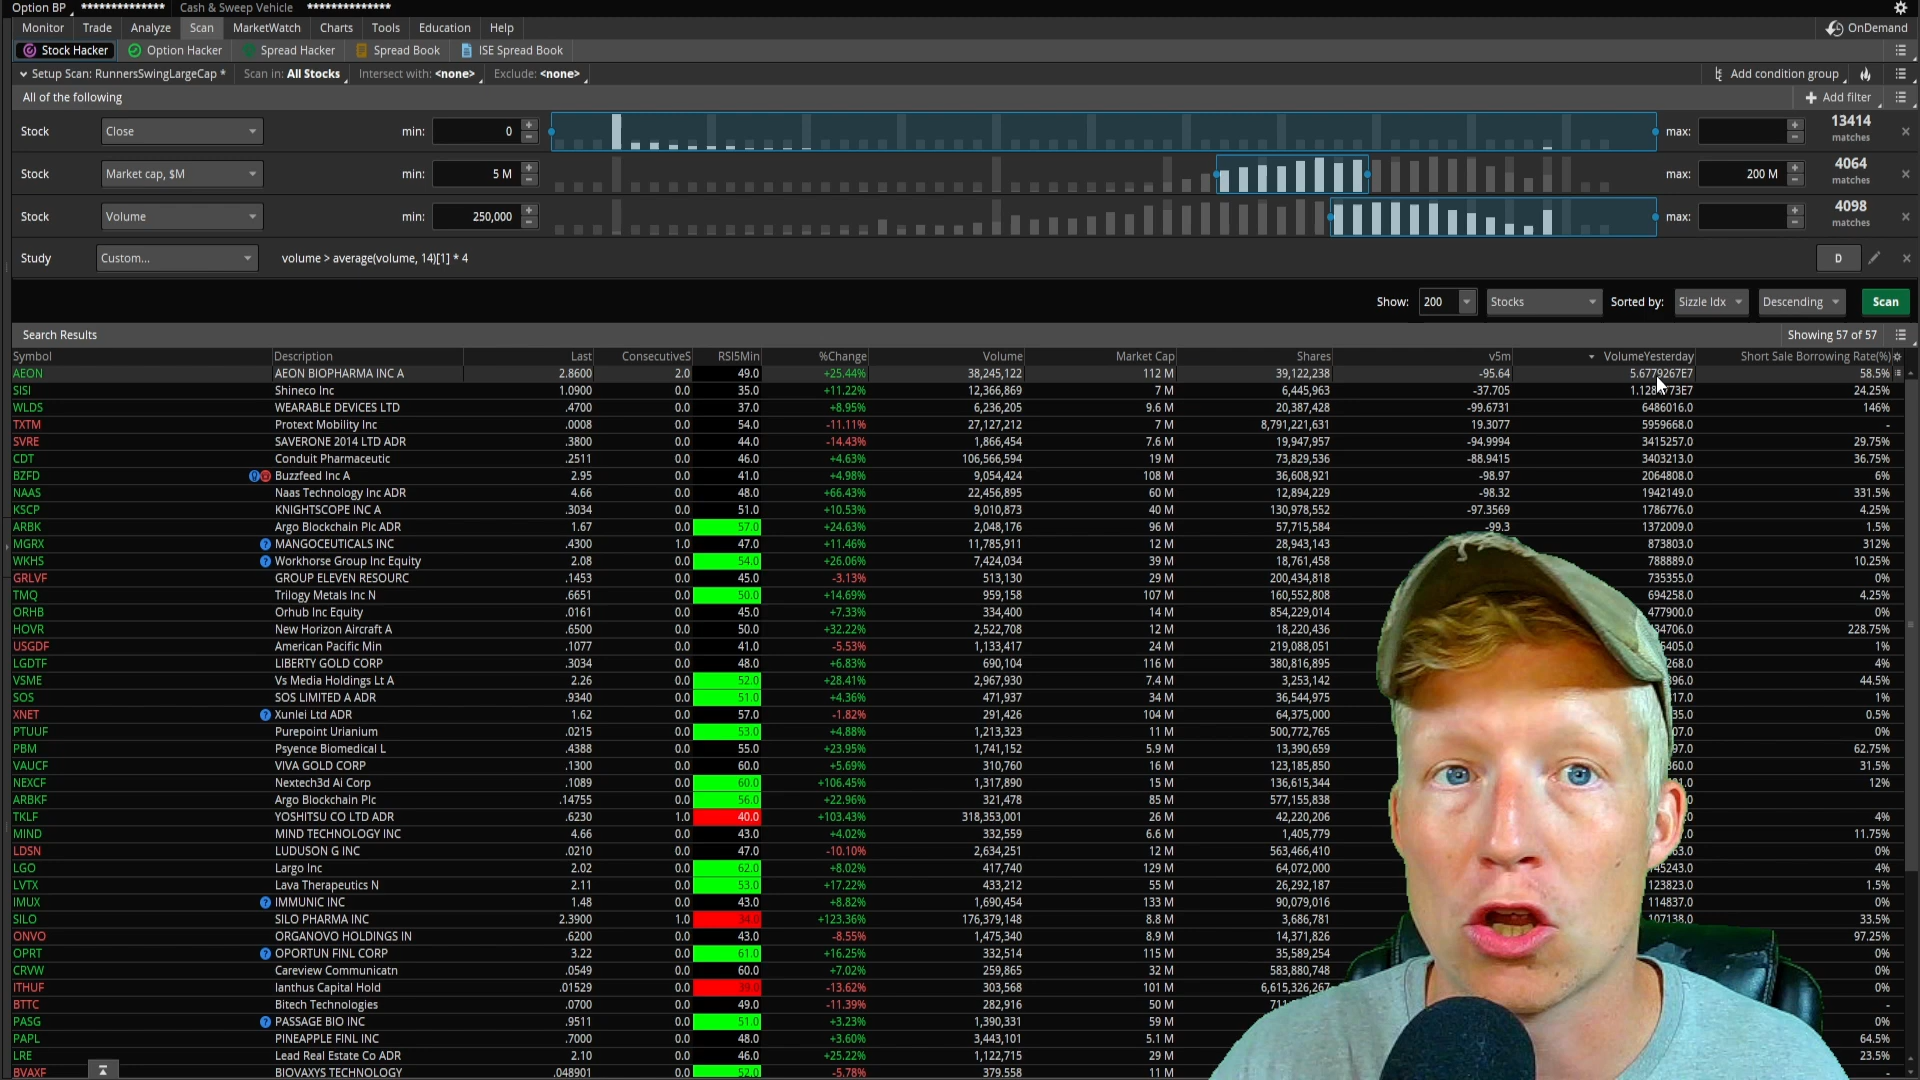 Option BP ************** Cash & Sweep Vehicle **************
Monitor Trade Analyze Scan MarketWatch Charts Tools Education Help OnDemand
Stock Hacker Option Hacker Spread Hacker Spread Book ISE Spread Book
Setup Scan: RunnersSwingLargeCap * Scan in: All Stocks Intersect with: <none> Exclude: <none> Add condition group
All of the following Add filter
Stock Close min: 0 max: 13414 matches
Stock Market cap, $M min: 5 M max: 200 M 4064 matches
Stock Volume min: 250,000 max: 4098 matches
Study Custom... volume > average(volume, 14)[1] * 4 D
Show: 200 Stocks Sorted by: Sizzle Idx Descending Scan
Search Results Showing 57 of 57
Symbol Description Last ConsecutiveS RSI5Min %Change Volume Market Cap Shares v5m VolumeYesterday Short Sale Borrowing Rate(%)
AEON AEON BIOPHARMA INC A 2.8600 2.0 49.0 +25.44% 38,245,122 112 M 39,122,238 -95.64 5.6779267E7 58.5%
SISI Shineco Inc 1.0900 0.0 35.0 +11.22% 12,366,869 7 M 6,445,963 -37.705 24.25%
WLDS WEARABLE DEVICES LTD .4700 0.0 37.0 +8.95% 6,236,205 9.6 M 20,387,428 -99.6731 6486016.0 146%
TXTM Protext Mobility Inc .0008 0.0 54.0 -11.11% 27,127,212 7 M 8,791,221,631 19.3077 5959668.0 -
SVRE SAVERONE 2014 LTD ADR .3800 0.0 44.0 -14.43% 1,866,454 7.6 M 19,947,957 -94.9994 3415257.0 29.75%
CDT Conduit Pharmaceutic .2511 0.0 46.0 +4.63% 106,566,594 19 M 73,829,536 -88.9415 3403213.0 36.75%
BZFD Buzzfeed Inc A 2.95 0.0 41.0 +4.98% 9,054,424 108 M 36,608,921 -98.97 2064808.0 6%
NAAS Naas Technology Inc ADR 4.66 0.0 48.0 +66.43% 22,456,895 60 M 12,894,229 -98.32 1942149.0 331.5%
KSCP KNIGHTSCOPE INC A .3034 0.0 51.0 +10.53% 9,010,873 40 M 130,978,552 -97.3569 1786776.0 4.25%
ARBK Argo Blockchain Plc ADR 1.67 0.0 57.0 +24.63% 2,048,176 96 M 57,715,584 -99.3 1372009.0 1.5%
MGRX MANGOCEUTICALS INC .4300 1.0 47.0 +11.46% 11,785,911 12 M 28,943,143 873803.0 312%
WKHS Workhorse Group Inc Equity 2.08 0.0 54.0 +26.06% 7,424,034 39 M 18,761,458 788889.0 10.25%
GRLVF GROUP ELEVEN RESOURC .1453 0.0 45.0 -3.13% 513,130 29 M 200,434,818 735355.0 0%
TMQ Trilogy Metals Inc N .6651 0.0 50.0 +14.69% 959,158 107 M 160,552,808 694258.0 4.25%
ORHB Orhub Inc Equity .0161 0.0 45.0 +7.33% 334,400 14 M 854,229,014 477900.0 0%
HOVR New Horizon Aircraft A .6500 0.0 50.0 +32.22% 2,522,708 12 M 18,220,436 34706.0 228.75%
USGDF American Pacific Min .1077 0.0 41.0 -5.53% 1,133,417 24 M 219,088,051 405.0 1%
LGDTF LIBERTY GOLD CORP .3034 0.0 48.0 +6.83% 690,104 116 M 380,816,895 268.0 4%
VSME Vs Media Holdings Lt A 2.26 0.0 52.0 +28.41% 2,967,930 7.4 M 3,253,142 96.0 44.5%
SOS SOS LIMITED A ADR .9340 0.0 51.0 +4.36% 471,937 34 M 36,544,975 17.0 1%
XNET Xunlei Ltd ADR 1.62 0.0 57.0 -1.82% 291,426 104 M 64,375,000 35.0 0.5%
PTUUF Purepoint Urianium .0215 0.0 53.0 +4.88% 1,213,323 11 M 500,772,765 07.0 0%
PBM Psyence Biomedical L .4388 0.0 55.0 +23.95% 1,741,152 5.9 M 13,390,659 97.0 62.75%
VAUCF VIVA GOLD CORP .1300 0.0 60.0 +5.69% 310,760 16 M 123,185,850 60.0 31.5%
NEXCF Nextech3d Ai Corp .1089 0.0 60.0 +106.45% 1,317,890 15 M 136,615,344 12%
ARBKF Argo Blockchain Plc .14755 0.0 56.0 +22.96% 321,478 85 M 577,155,838
TKLF YOSHITSU CO LTD ADR .6230 1.0 40.0 +103.43% 318,353,001 26 M 42,220,206 4%
MIND MIND TECHNOLOGY INC 4.66 0.0 43.0 +4.02% 332,559 6.6 M 1,405,779 11.75%
LDSN LUDUSON G INC .0210 0.0 47.0 -10.10% 2,634,251 12 M 563,466,410 63.0 0%
LGO Largo Inc 2.02 0.0 62.0 +8.02% 417,740 129 M 64,072,000 45243.0 4%
LVTX Lava Therapeutics N 2.11 0.0 53.0 +17.22% 433,212 55 M 26,292,187 123823.0 1.5%
IMUX IMMUNIC INC 1.48 0.0 43.0 +8.82% 1,690,454 133 M 90,079,016 114837.0 0%
SILO SILO PHARMA INC 2.3900 1.0 +123.36% 176,379,148 8.8 M 3,686,781 107138.0 33.5%
ONVO ORGANOVO HOLDINGS IN .6200 0.0 43.0 -8.55% 1,475,340 8.9 M 14,371,826 97.25%
OPRT OPORTUN FINL CORP 3.22 0.0 61.0 +16.25% 332,514 115 M 35,589,254 0%
CRVW Careview Communicatn .0549 0.0 60.0 +7.02% 259,865 32 M 583,880,748 0%
ITHUF Ianthus Capital Hold .01529 0.0 39.0 -13.62% 303,568 101 M 6,615,326,267 0%
BTTC Bitech Technologies .0700 0.0 49.0 -11.39% 282,916 50 M -
PASG PASSAGE BIO INC .9511 0.0 51.0 +3.23% 1,390,331 59 M 0%
PAPL PINEAPPLE FINL INC .7000 0.0 48.0 +3.60% 3,443,101 5.1 M 64.5%
LRE Lead Real Estate Co ADR 2.10 0.0 46.0 +25.22% 1,122,715 29 M 23.5%
BVAXF BIOVAXYS TECHNOLOGY .048901 0.0 52.0 -5.78% 379,558 11 M -